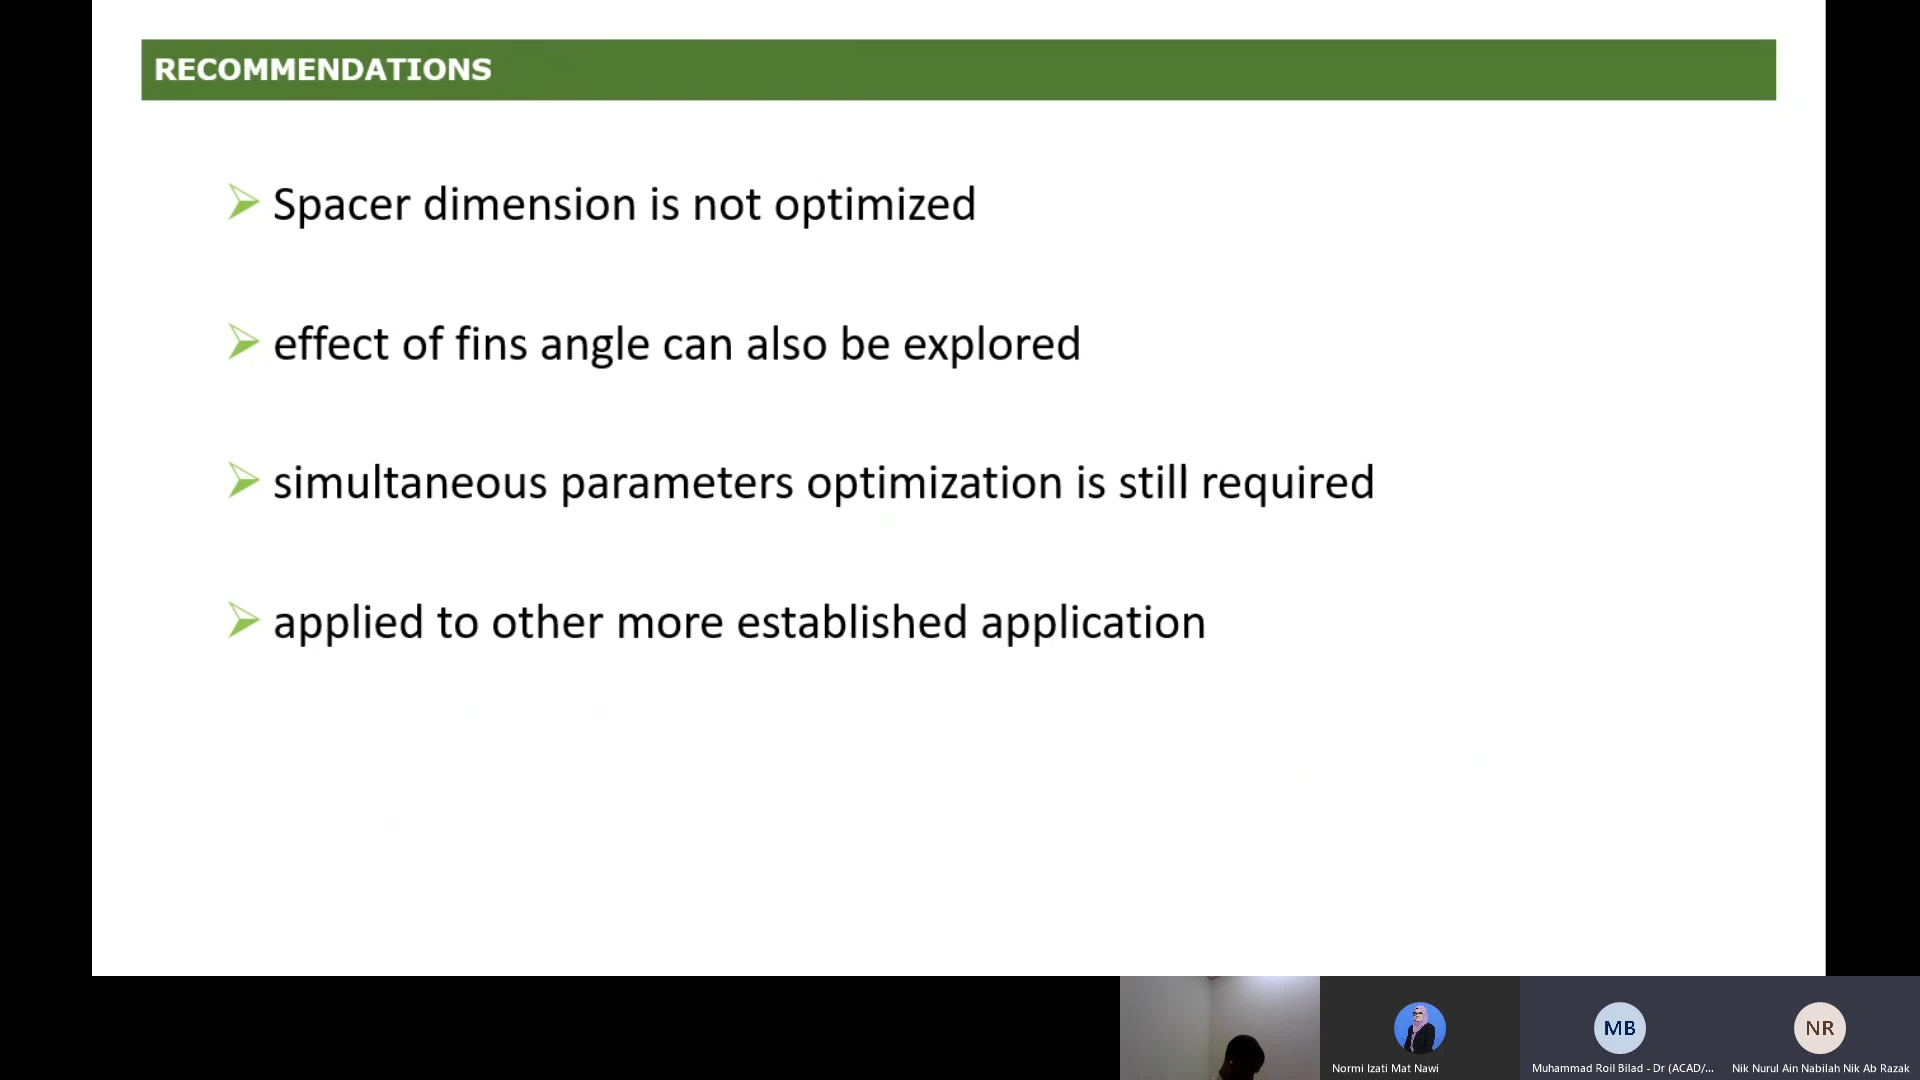 RECOMMENDATIONS
Spacer dimension is not optimized
effect of fins angle can also be explored
simultaneous parameters optimization is still required
applied to other more established application
MB
NR
Normi Izati Mat Nawi
Muhammad Roil Bilad - Dr (ACAD/...
Nik Nurul Ain Nabilah Nik Ab Razak